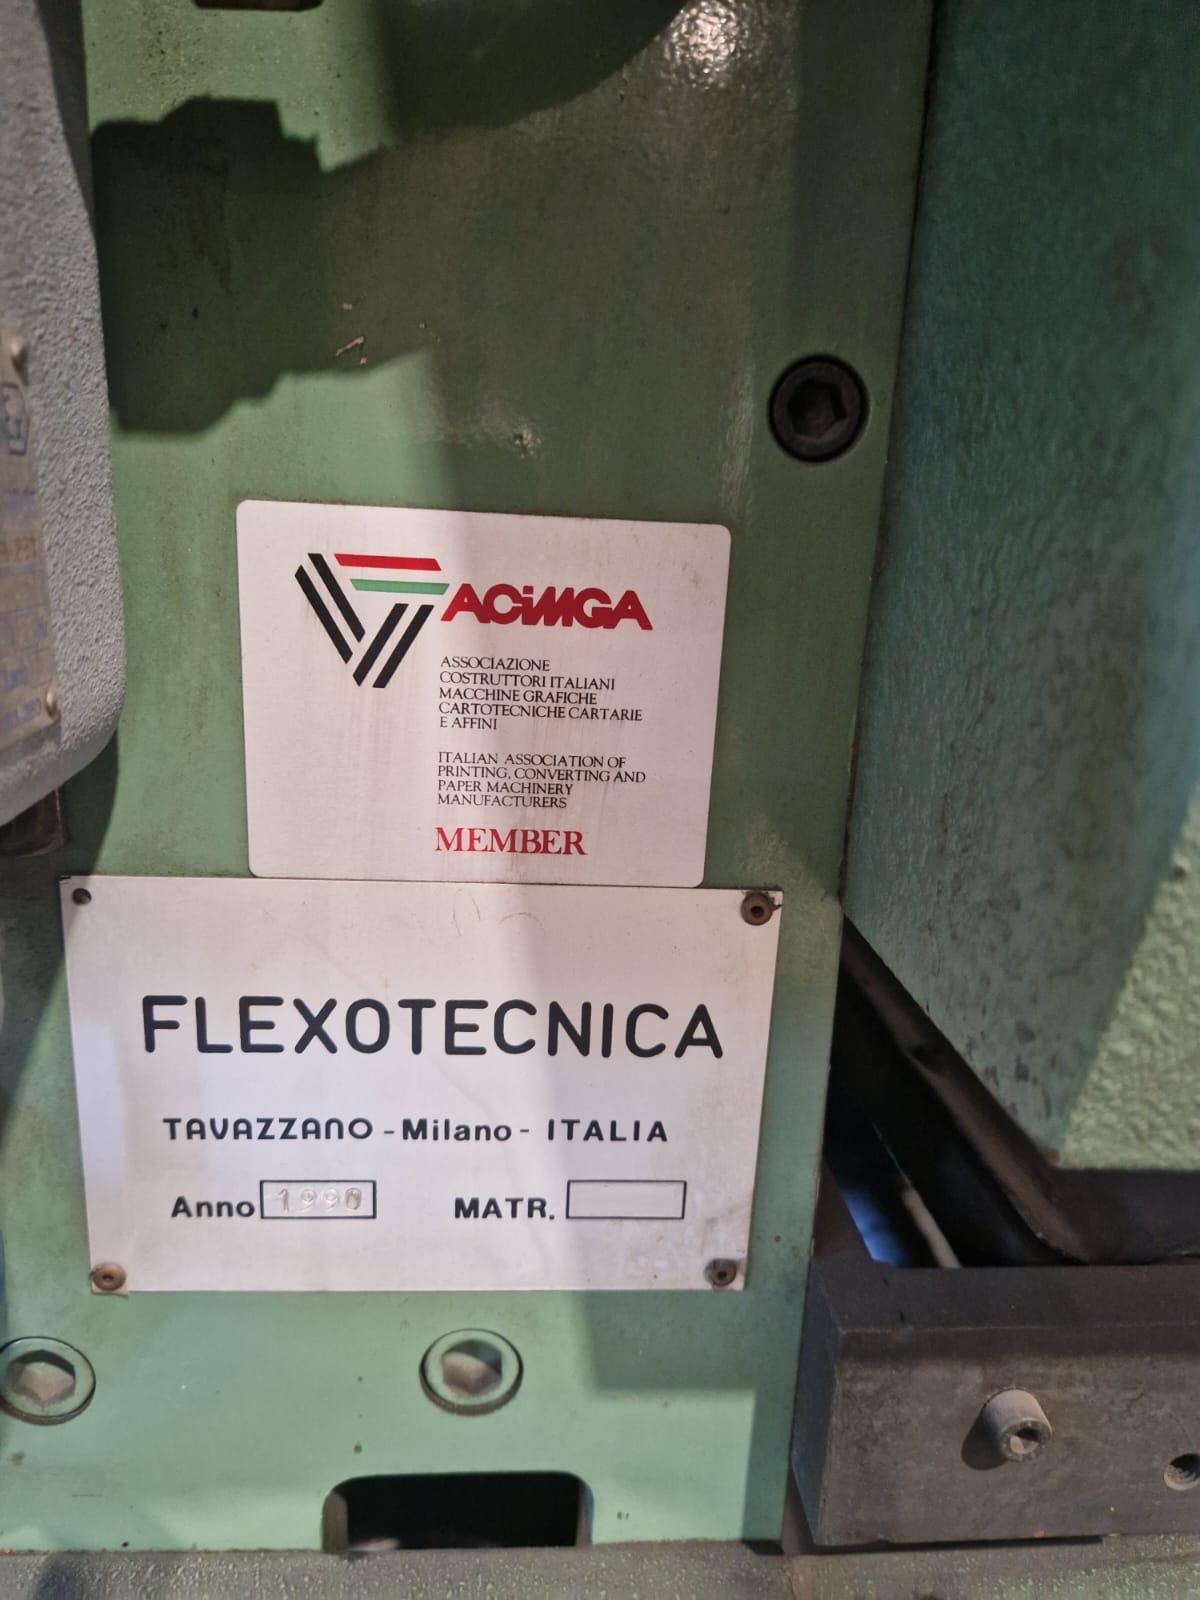 ACIMGA
ASSOCIAZIONE
COSTRUTTORI ITALIANI
MACCHINE GRAFICHE
CARTOTECNICHE CARTARIE
E AFFINI
ITALIAN ASSOCIATION OF
PRINTING, CONVERTING AND
PAPER MACHINERY
MANUFACTURERS
MEMBER
FLEXOTECNICA
TAVAZZANO - Milano - ITALIA
Anno 1990 MATR.